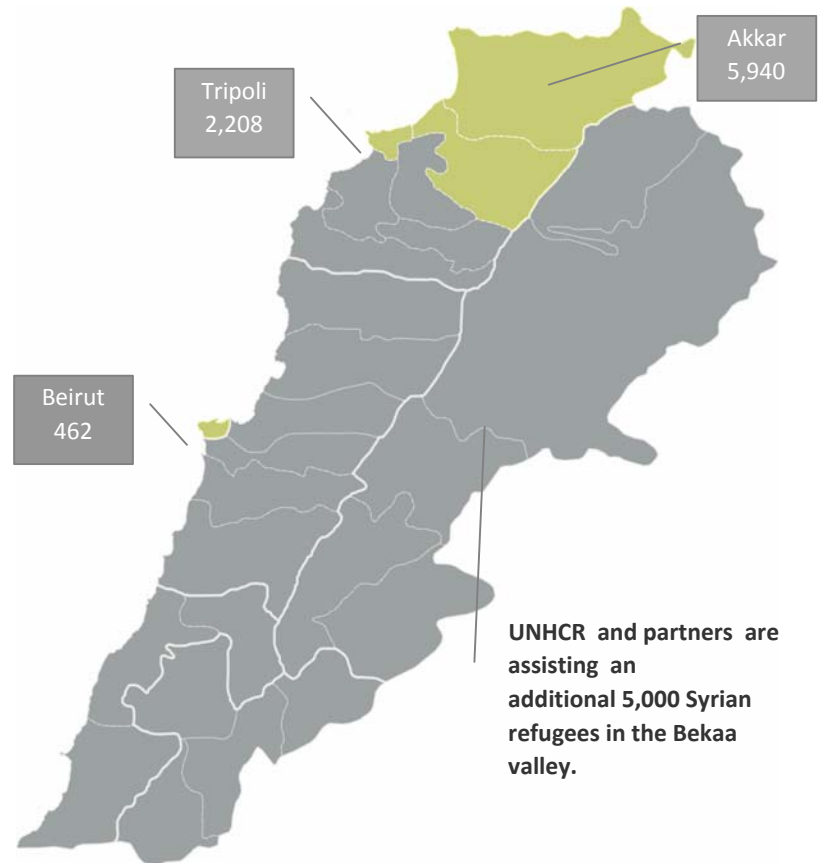 Akkar
5,940
Tripoli
2,208
Beirut
462
UNHCR and partners are
assisting an
additional 5,000 Syrian
refugees in the Bekaa
valley.